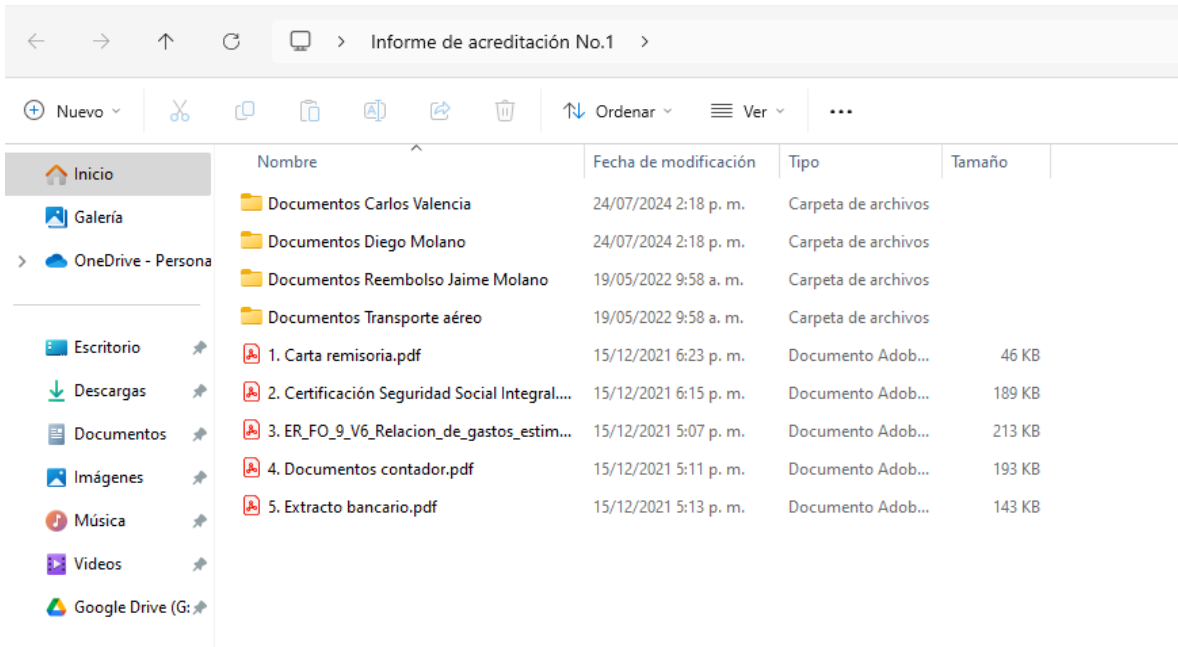 Informe de acreditación No.1
Nuevo Ordenar Ver
Nombre Fecha de modificación Tipo Tamaño
Inicio
Galería
OneDrive - Persona
Escritorio
Descargas
Documentos
Imágenes
Música
Videos
Google Drive (G:
Documentos Carlos Valencia 24/07/2024 2:18 p. m. Carpeta de archivos
Documentos Diego Molano 24/07/2024 2:18 p. m. Carpeta de archivos
Documentos Reembolso Jaime Molano 19/05/2022 9:58 a. m. Carpeta de archivos
Documentos Transporte aéreo 19/05/2022 9:58 a. m. Carpeta de archivos
1. Carta remisoria.pdf 15/12/2021 6:23 p. m. Documento Adob... 46 KB
2. Certificación Seguridad Social Integral.... 15/12/2021 6:15 p. m. Documento Adob... 189 KB
3. ER_FO_9_V6_Relacion_de_gastos_estim... 15/12/2021 5:07 p. m. Documento Adob... 213 KB
4. Documentos contador.pdf 15/12/2021 5:11 p. m. Documento Adob... 193 KB
5. Extracto bancario.pdf 15/12/2021 5:13 p. m. Documento Adob... 143 KB